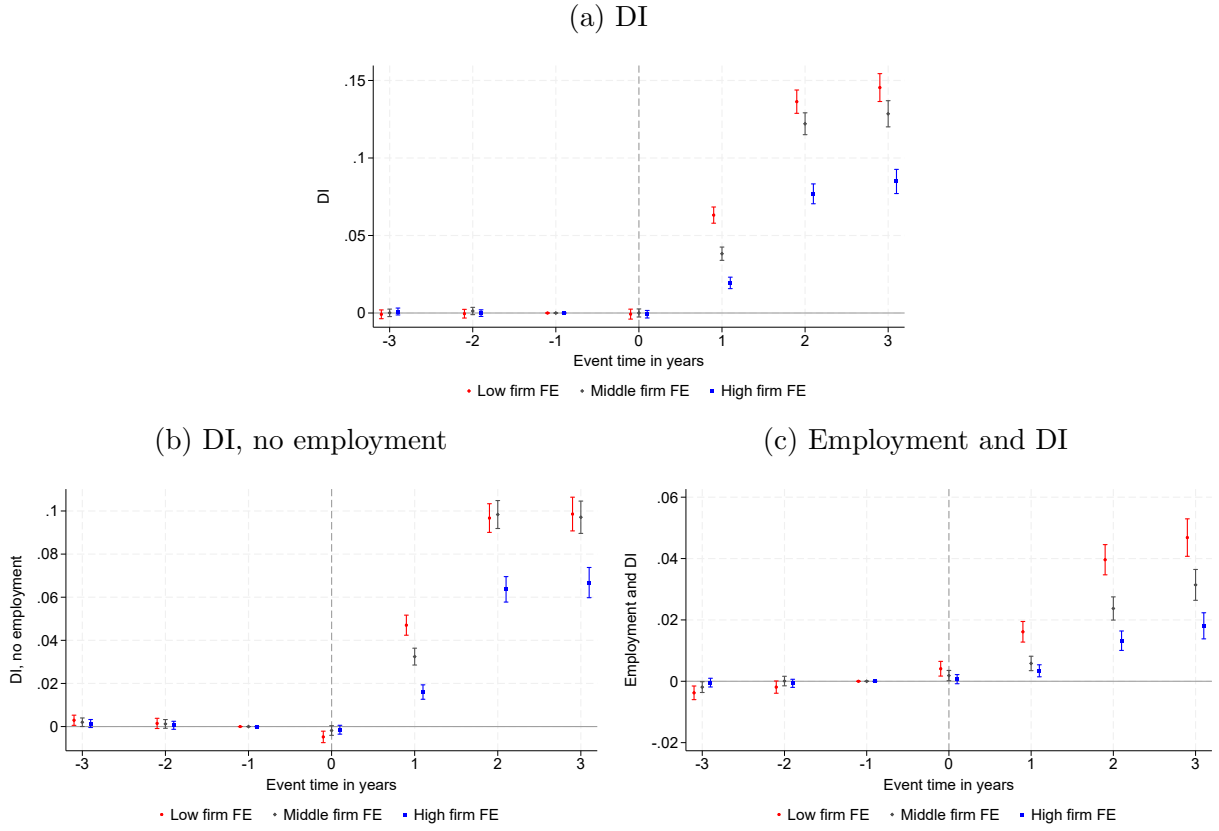 (a) DI
.15
.1
.05
0
DI
-3 -2 -1 0 1 2 3
Event time in years
Low firm FE Middle firm FE High firm FE
(b) DI, no employment
.1
.08
.06
.04
.02
0
DI, no employment
-3 -2 -1 0 1 2 3
Event time in years
Low firm FE Middle firm FE High firm FE
(c) Employment and DI
.06
.04
.02
0
-.02
Employment and DI
-3 -2 -1 0 1 2 3
Event time in years
Low firm FE Middle firm FE High firm FE